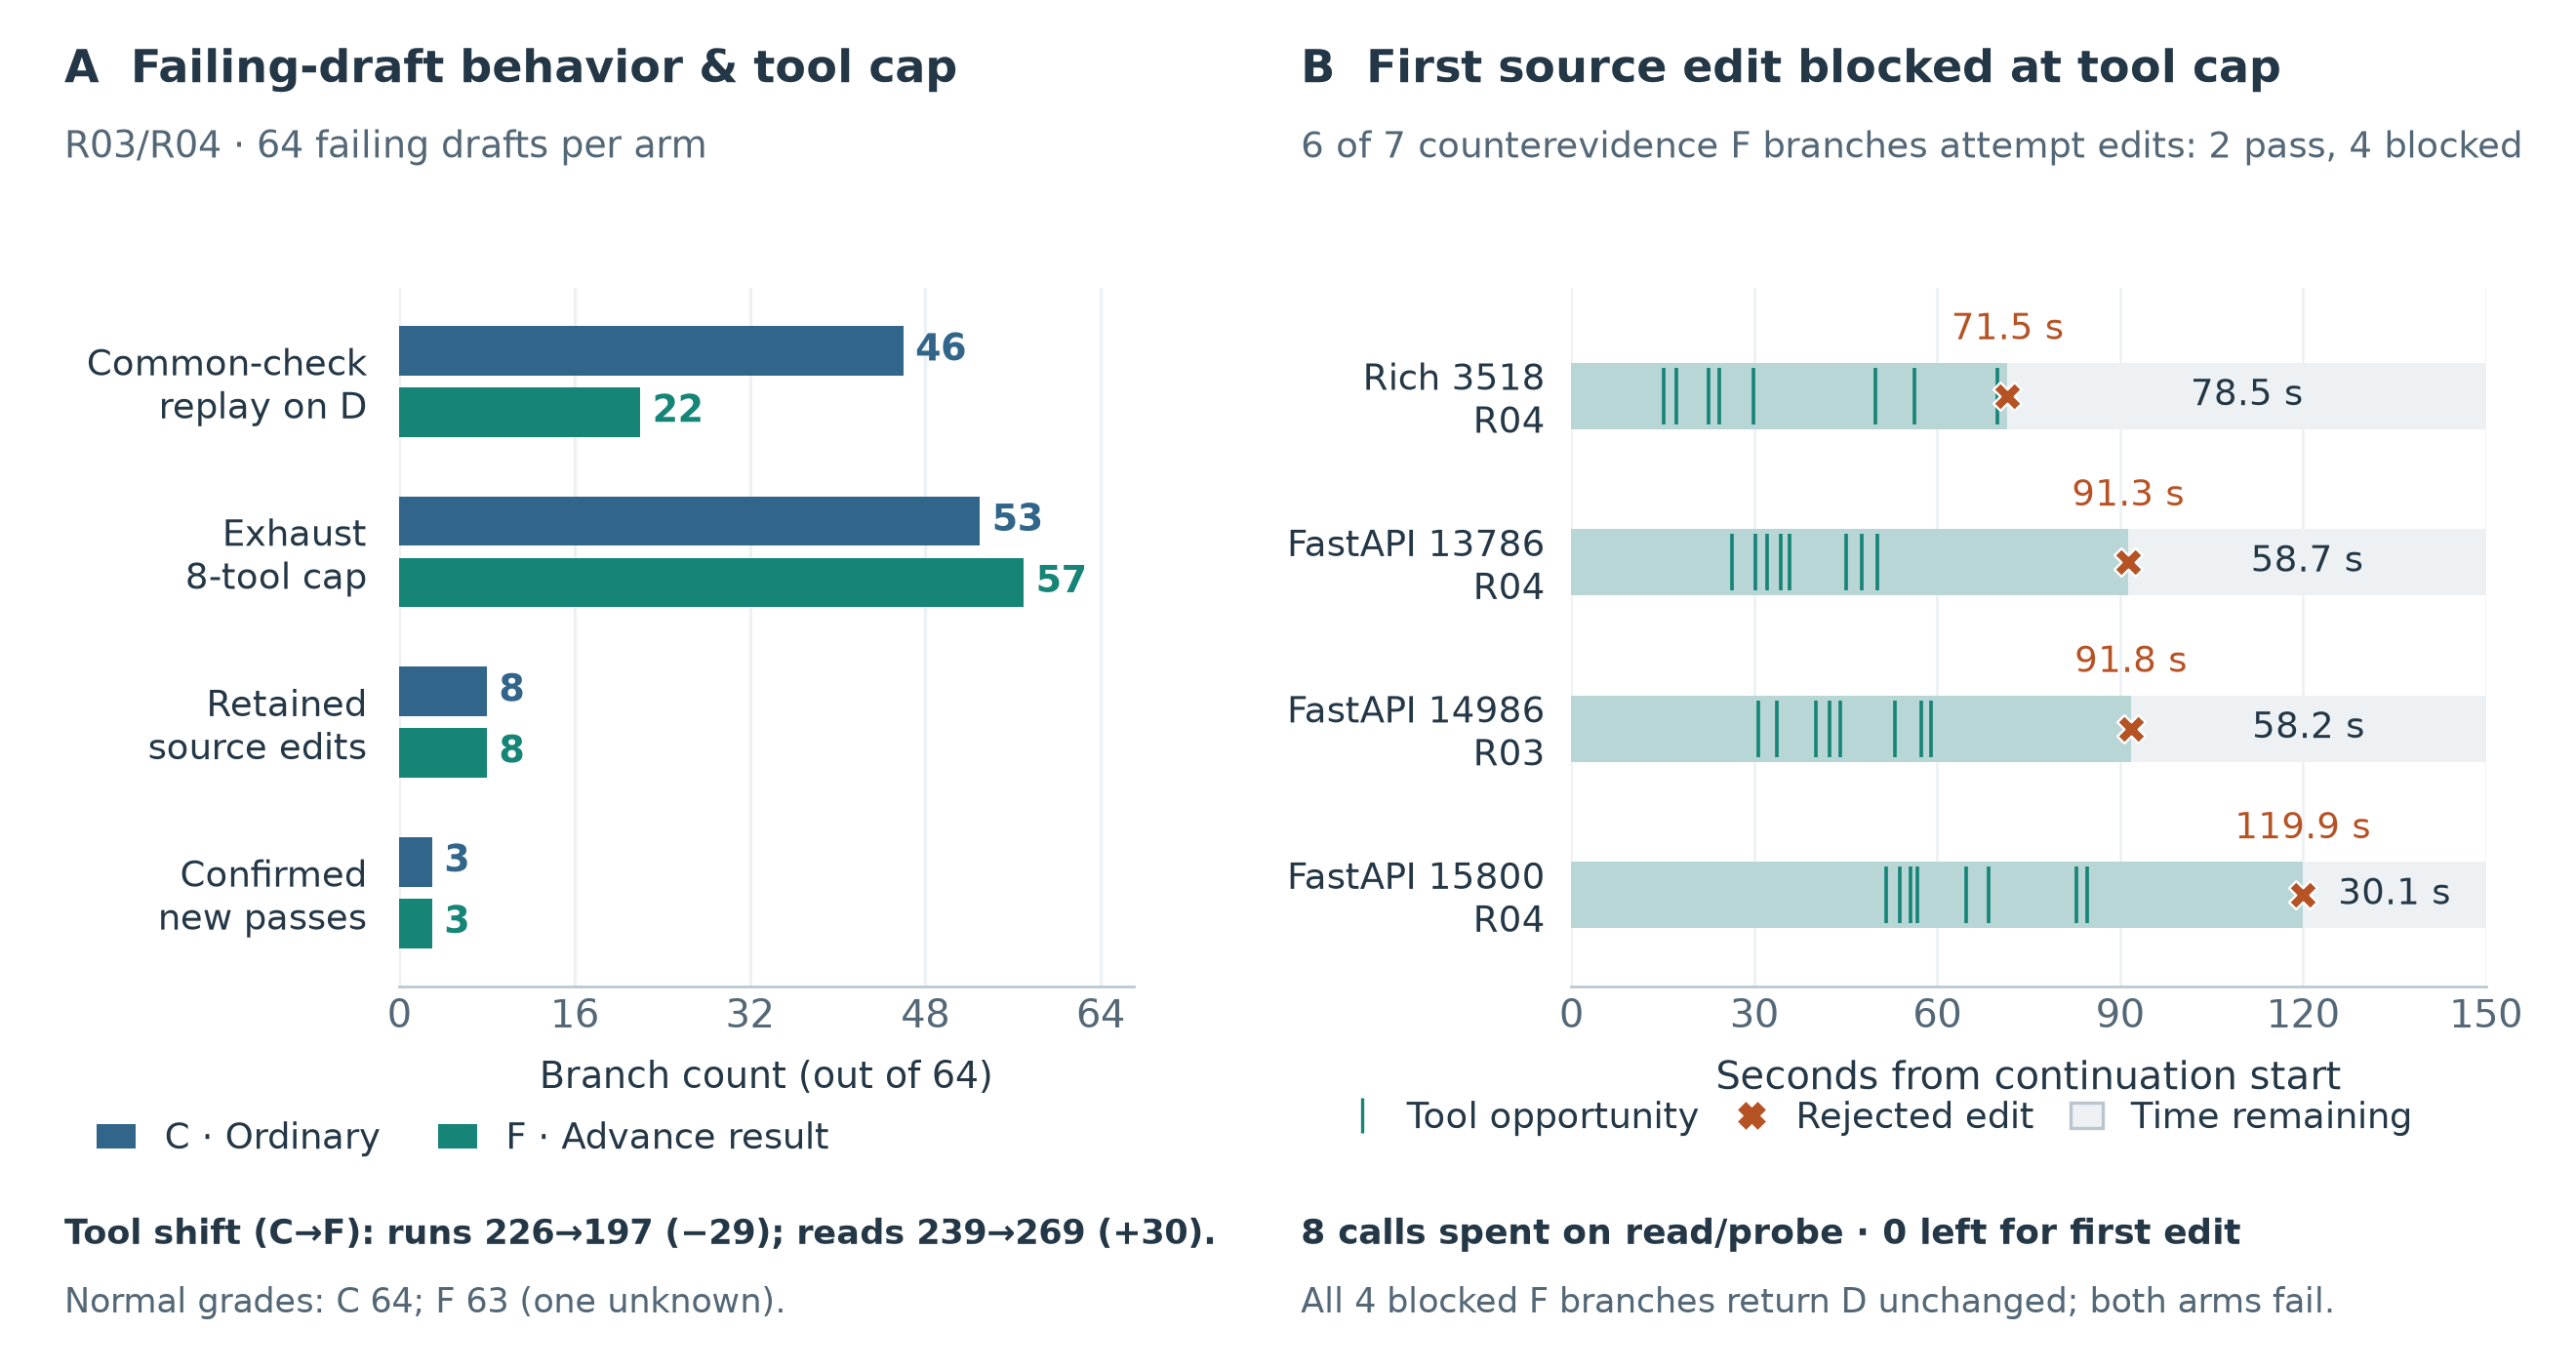 A Failing-draft behavior & tool cap
R03/R04 · 64 failing drafts per arm
Common-check
replay on D
46
22
Exhaust
8-tool cap
53
57
Retained
source edits
8
8
Confirmed
new passes
3
3
0 16 32 48 64
Branch count (out of 64)
C · Ordinary F · Advance result
Tool shift (C→F): runs 226→197 (−29); reads 239→269 (+30).
Normal grades: C 64; F 63 (one unknown).
B First source edit blocked at tool cap
6 of 7 counterevidence F branches attempt edits: 2 pass, 4 blocked
71.5 s
Rich 3518
R04
78.5 s
91.3 s
FastAPI 13786
R04
58.7 s
91.8 s
FastAPI 14986
R03
58.2 s
119.9 s
FastAPI 15800
R04
30.1 s
0 30 60 90 120 150
Seconds from continuation start
Tool opportunity Rejected edit Time remaining
8 calls spent on read/probe · 0 left for first edit
All 4 blocked F branches return D unchanged; both arms fail.